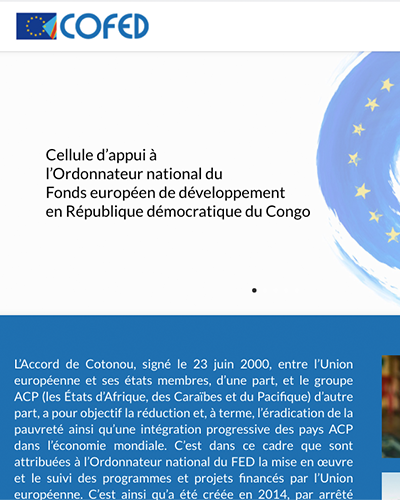 COFED
Cellule d’appui à
l’Ordonnateur national du
Fonds européen de développement
en République démocratique du Congo
L’Accord de Cotonou, signé le 23 juin 2000, entre l’Union
européenne et ses états membres, d’une part, et le groupe
ACP (les États d’Afrique, des Caraïbes et du Pacifique) d’autre
part, a pour objectif la réduction et, à terme, l’éradication de la
pauvreté ainsi qu’une intégration progressive des pays ACP
dans l’économie mondiale. C’est dans ce cadre que sont
attribuées à l’Ordonnateur national du FED la mise en œuvre
et le suivi des programmes et projets financés par l’Union
européenne. C’est ainsi qu’a été créée en 2014, par arrêté